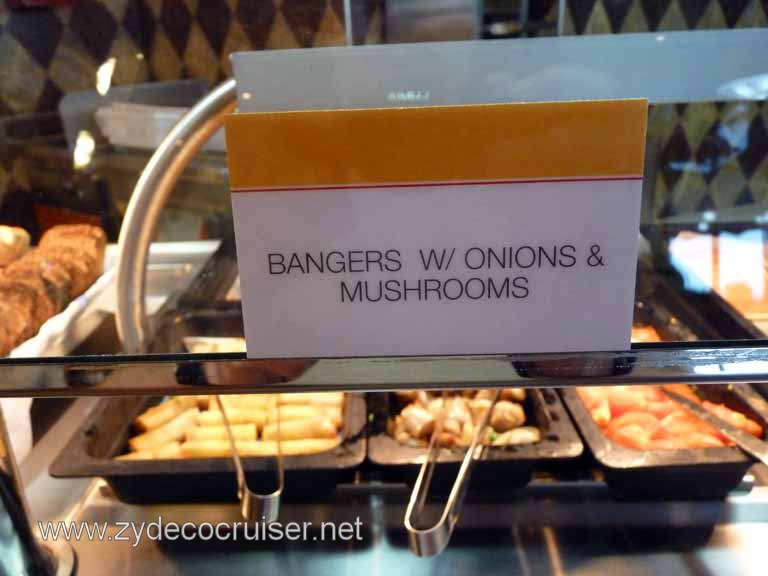 BANGERS W/ ONIONS &
MUSHROOMS
www.zydecocruiser.net